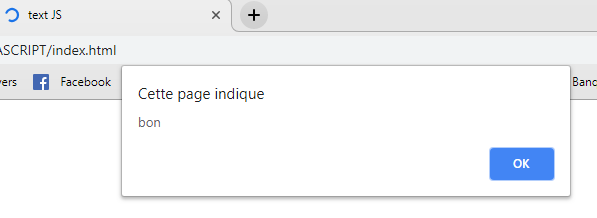 text JS
ASCRIPT/index.html
vers
Facebook
Banc
Cette page indique
bon
OK